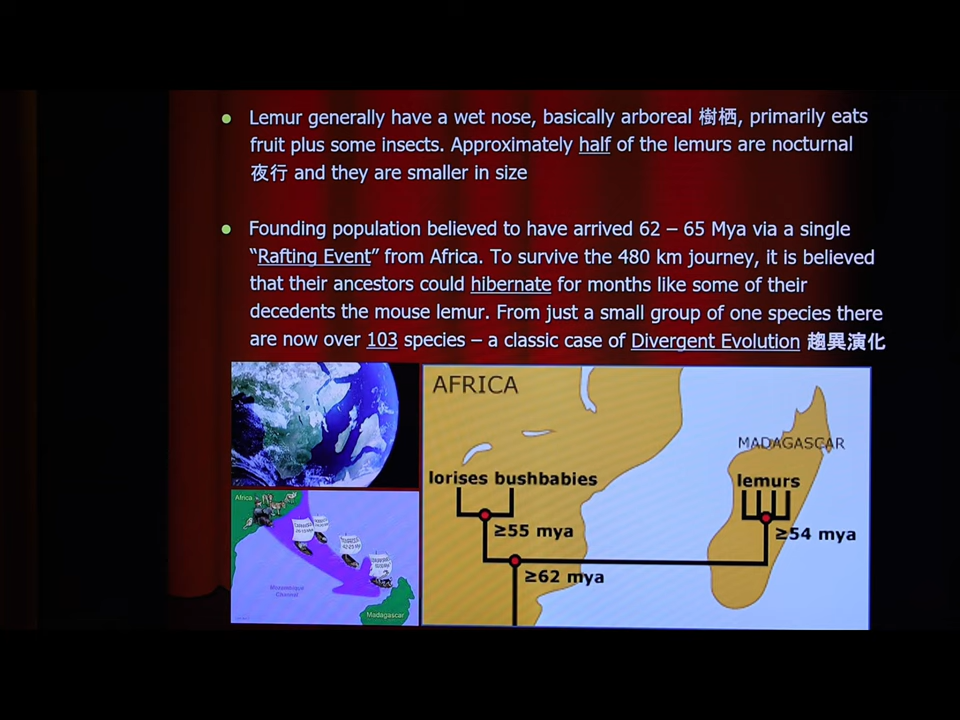 Lemur generally have a wet nose, basically arboreal 樹栖, primarily eats
fruit plus some insects. Approximately half of the lemurs are nocturnal
夜行 and they are smaller in size
Founding population believed to have arrived 62 – 65 Mya via a single
“Rafting Event” from Africa. To survive the 480 km journey, it is believed
that their ancestors could hibernate for months like some of their
decedents the mouse lemur. From just a small group of one species there
are now over 103 species – a classic case of Divergent Evolution 趨異演化
AFRICA
MADAGASCAR
lorises bushbabies
lemurs
≥55 mya
≥54 mya
≥62 mya
Africa
Mozambique
Channel
Madagascar